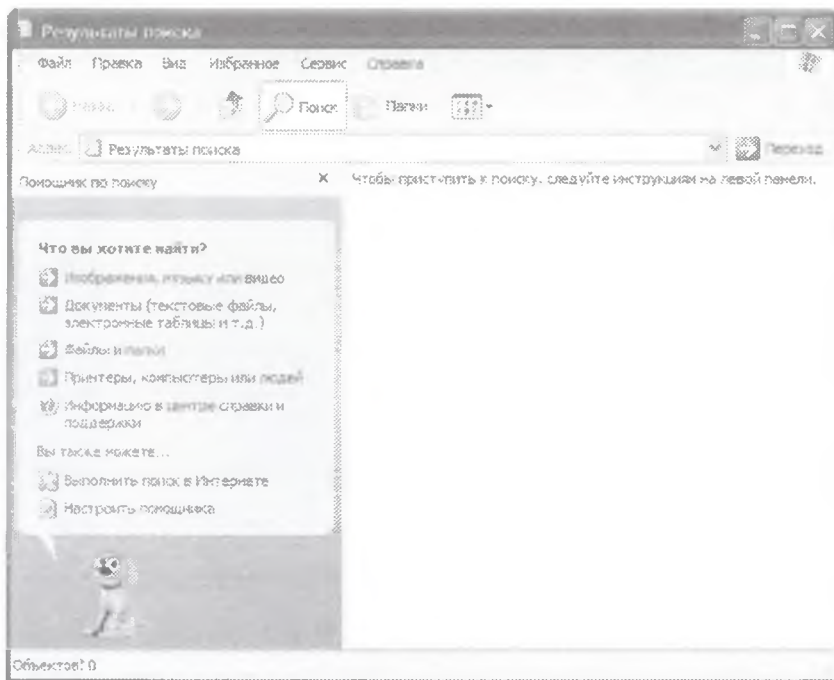 Результаты поиска
Файл Правка Вид Избранное Сервис Справка
Назад Поиск Папки
Адрес: Результаты поиска Переход
Помощник по поиску × Чтобы приступить к поиску, следуйте инструкциям на левой панели.
Что вы хотите найти?
Изображения, музыку или видео
Документы (текстовые файлы,
электронные таблицы и т.д.)
Файлы и папки
Принтеры, компьютеры или людей
Информацию в центре справки и
поддержки
Вы также можете...
Выполнить поиск в Интернете
Настроить помощника
Объектов: 0